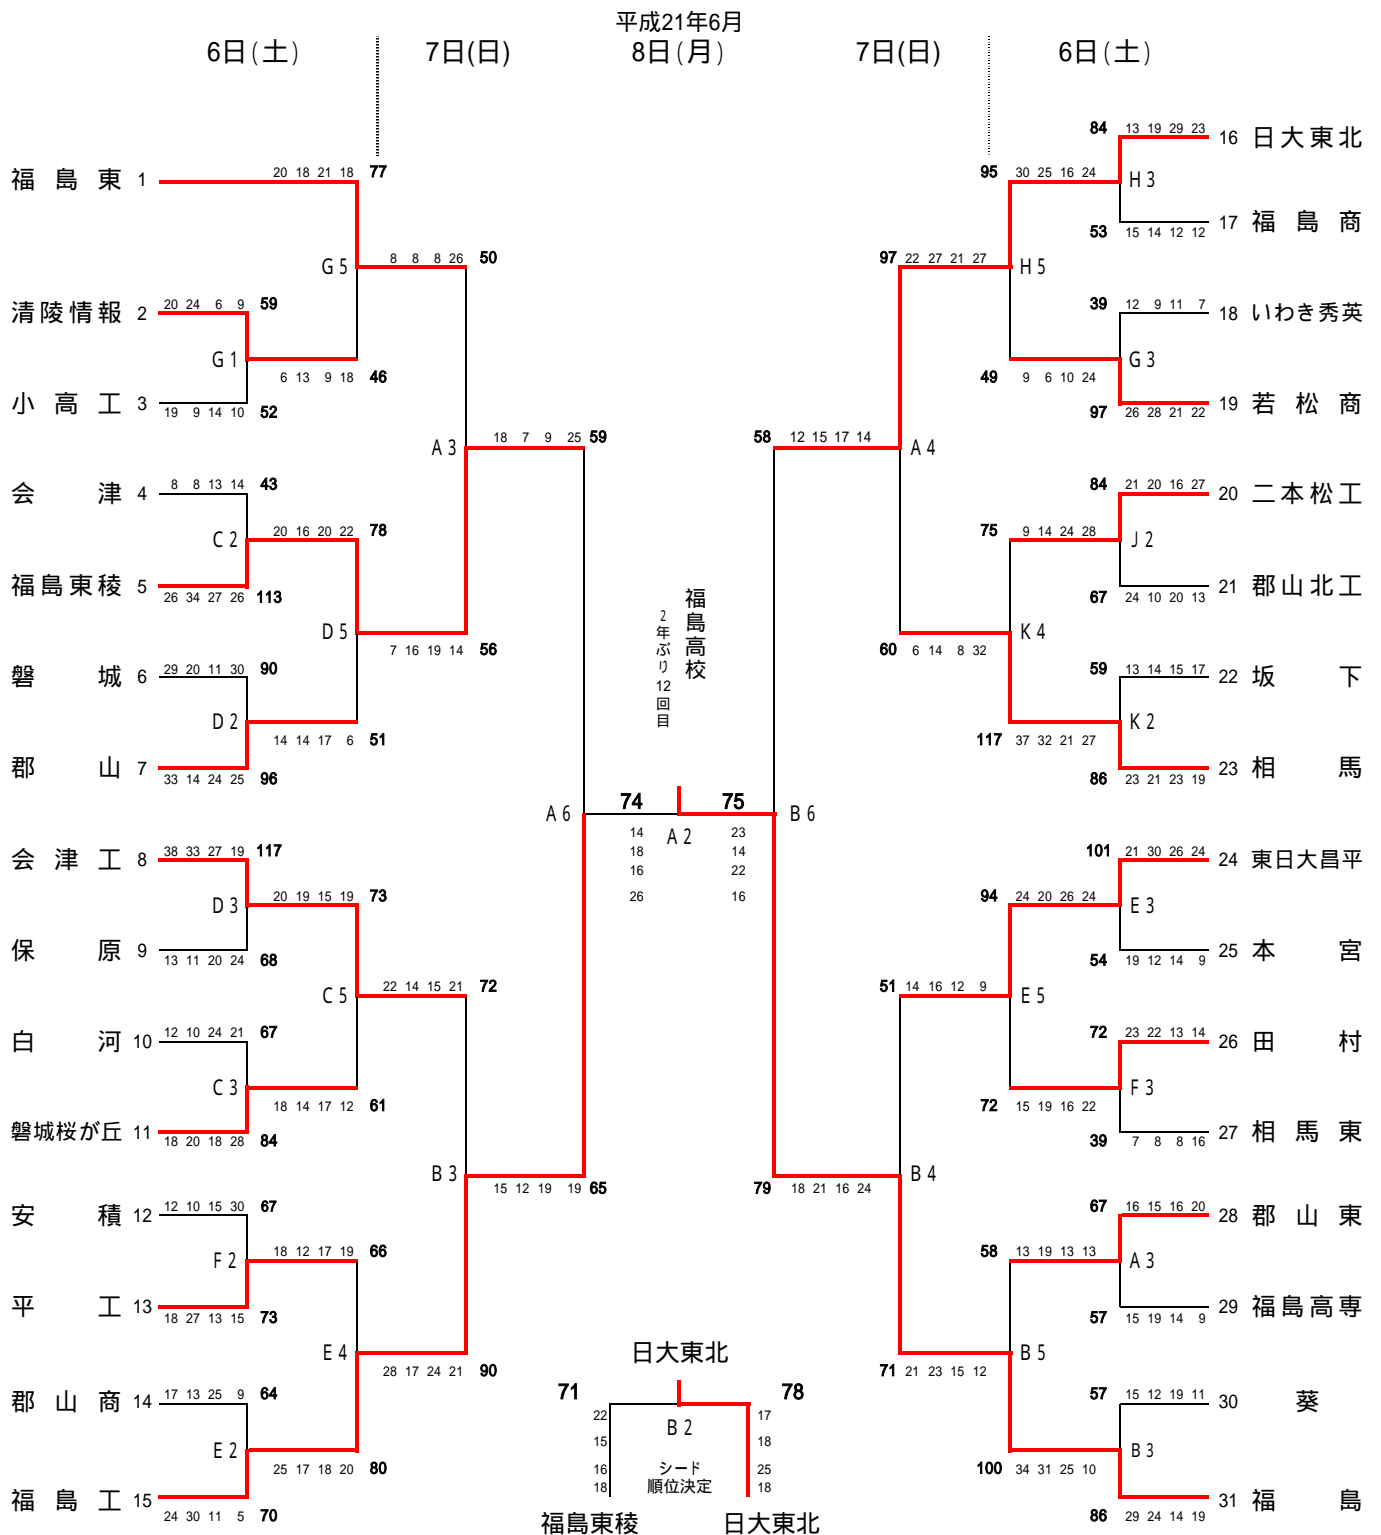 平成21年6月
6日(土) 7日(日) 8日(月) 7日(日) 6日(土)
84 13 19 29 23 16 日大東北
福島東 1 20 18 21 18 77
95 30 25 16 24 H3
53 15 14 12 12 17 福島商
G5 8 8 8 26 50
97 22 27 21 27 H5
清陵情報 2 20 24 6 9 59
39 12 9 11 7 18 いわき秀英
G1 6 13 9 18 46
49 9 6 10 24 G3
小高工 3 19 9 14 10 52
97 26 28 21 22 19 若松商
A3 18 7 9 25 59
58 12 15 17 14 A4
会津 4 8 8 13 14 43
84 21 20 16 27 20 二本松工
C2 20 16 20 22 78
75 9 14 24 28 J2
福島東稜 5 26 34 27 26 113
67 24 10 20 13 21 郡山北工
D5 7 16 19 14 56
60 6 14 8 32 K4
福島高校
2年ぶり12回目
磐城 6 29 20 11 30 90
59 13 14 15 17 22 坂下
D2 14 14 17 6 51
117 37 32 21 27 K2
郡山 7 33 14 24 25 96
86 23 21 23 19 23 相馬
A6 74 75 B6
A2
14 23
18 14
16 22
26 16
会津工 8 38 33 27 19 117
101 21 30 26 24 24 東日大昌平
D3 20 19 15 19 73
94 24 20 26 24 E3
保原 9 13 11 20 24 68
54 19 12 14 9 25 本宮
C5 22 14 15 21 72
51 14 16 12 9 E5
白河 10 12 10 24 21 67
72 23 22 13 14 26 田村
C3 18 14 17 12 61
72 15 19 16 22 F3
磐城桜が丘 11 18 20 18 28 84
39 7 8 8 16 27 相馬東
B3 15 12 19 19 65
79 18 21 16 24 B4
安積 12 12 10 15 30 67
67 16 15 16 20 28 郡山東
F2 18 12 17 19 66
58 13 19 13 13 A3
平工 13 18 27 13 15 73
57 15 19 14 9 29 福島高専
E4 28 17 24 21 90
71 21 23 15 12 B5
郡山商 14 17 13 25 9 64
57 15 12 19 11 30 葵
E2 25 17 18 20 80
100 34 31 25 10 B3
福島工 15 24 30 11 5 70
86 29 24 14 19 31 福島
日大東北
71 78
B2
22 17
15 18
16 シード 25
18 順位決定 18
福島東稜 日大東北